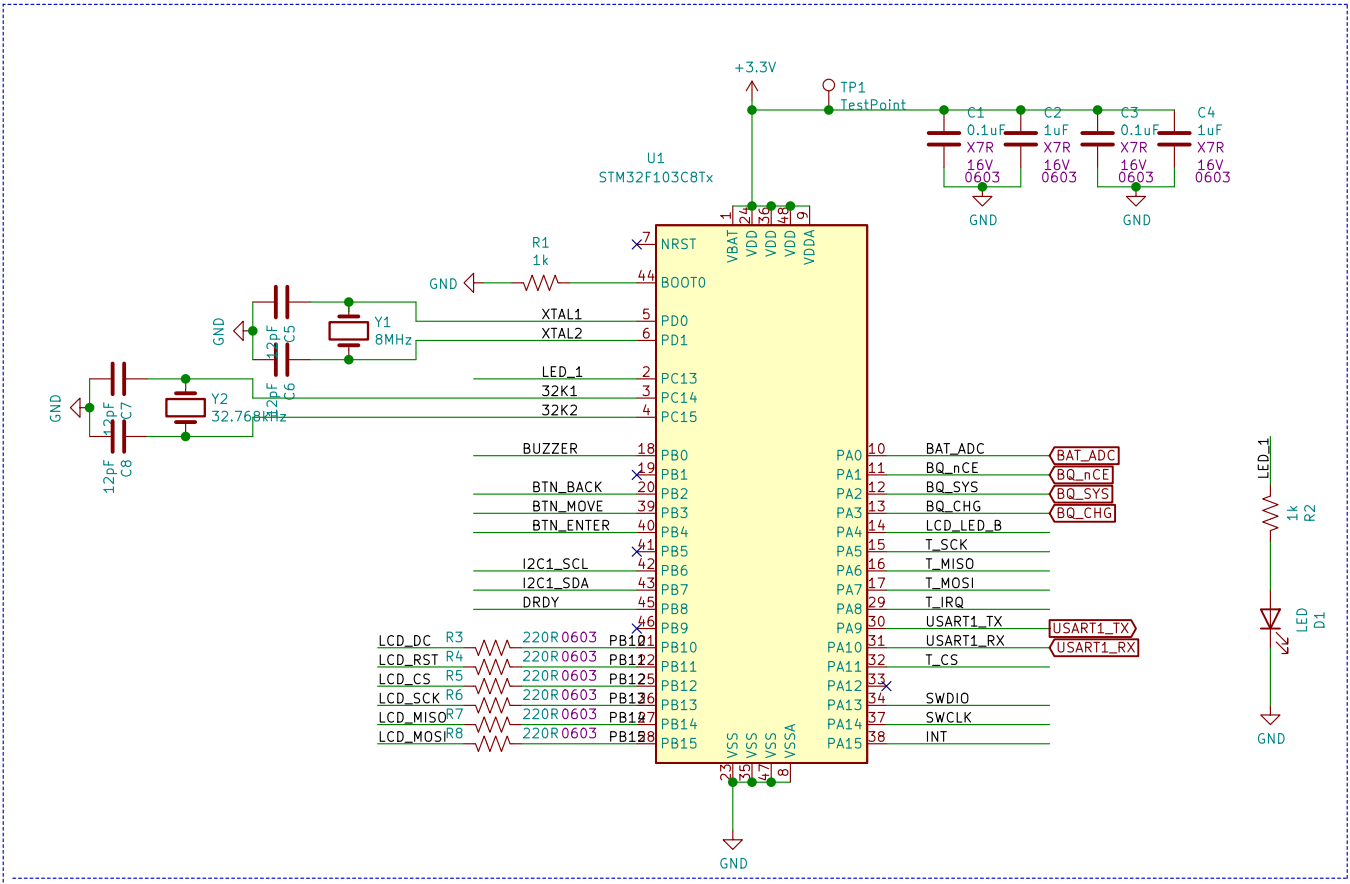 +3.3V
TP1
TestPoint
C1
0.1uF
X7R
16V
0603
C2
1uF
X7R
16V
0603
C3
0.1uF
X7R
16V
0603
C4
1uF
X7R
16V
0603
GND
GND
U1
STM32F103C8Tx
1
24
36
48
9
VBAT
VDD
VDD
VDD
VDDA
7
NRST
R1
1k
GND
44
BOOT0
XTAL1
5
PD0
XTAL2
6
PD1
GND
12pF
C5
12pF
C6
Y1
8MHz
LED_1
2
PC13
32K1
3
PC14
32K2
4
PC15
GND
12pF
C7
12pF
C8
Y2
32.768kHz
BUZZER
18
PB0
19
PB1
BTN_BACK
20
PB2
BTN_MOVE
39
PB3
BTN_ENTER
40
PB4
41
PB5
I2C1_SCL
42
PB6
I2C1_SDA
43
PB7
DRDY
45
PB8
46
PB9
LCD_DC R3 220R 0603 PB10 21 PB10
LCD_RST R4 220R 0603 PB11 22 PB11
LCD_CS R5 220R 0603 PB12 25 PB12
LCD_SCK R6 220R 0603 PB13 26 PB13
LCD_MISO R7 220R 0603 PB14 27 PB14
LCD_MOSI R8 220R 0603 PB15 28 PB15
PA0 10 BAT_ADC BAT_ADC
PA1 11 BQ_nCE BQ_nCE
PA2 12 BQ_SYS BQ_SYS
PA3 13 BQ_CHG BQ_CHG
PA4 14 LCD_LED_B
PA5 15 T_SCK
PA6 16 T_MISO
PA7 17 T_MOSI
PA8 29 T_IRQ
PA9 30 USART1_TX USART1_TX
PA10 31 USART1_RX USART1_RX
PA11 32 T_CS
PA12 33
PA13 34 SWDIO
PA14 37 SWCLK
PA15 38 INT
VSS
VSS
VSS
VSSA
23
35
47
8
GND
LED_1
1k
R2
LED
D1
GND